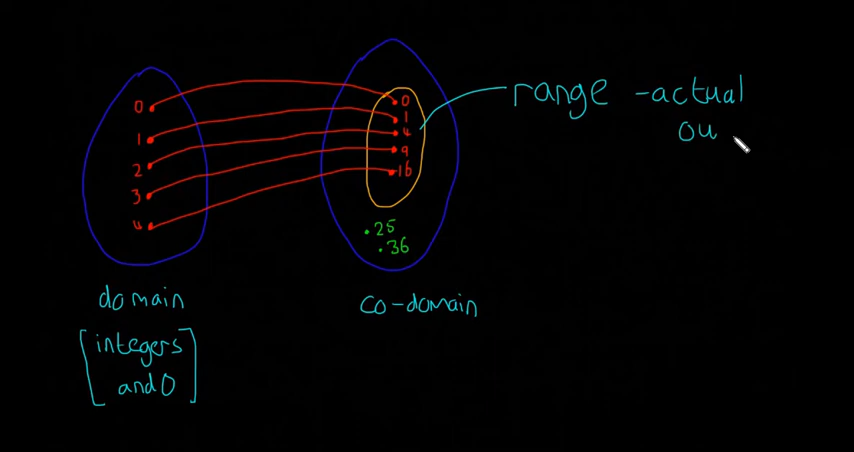 0
1
2
3
4
0
1
4
9
16
.25
.36
range -actual
ou
domain
[integers
and 0]
co-domain